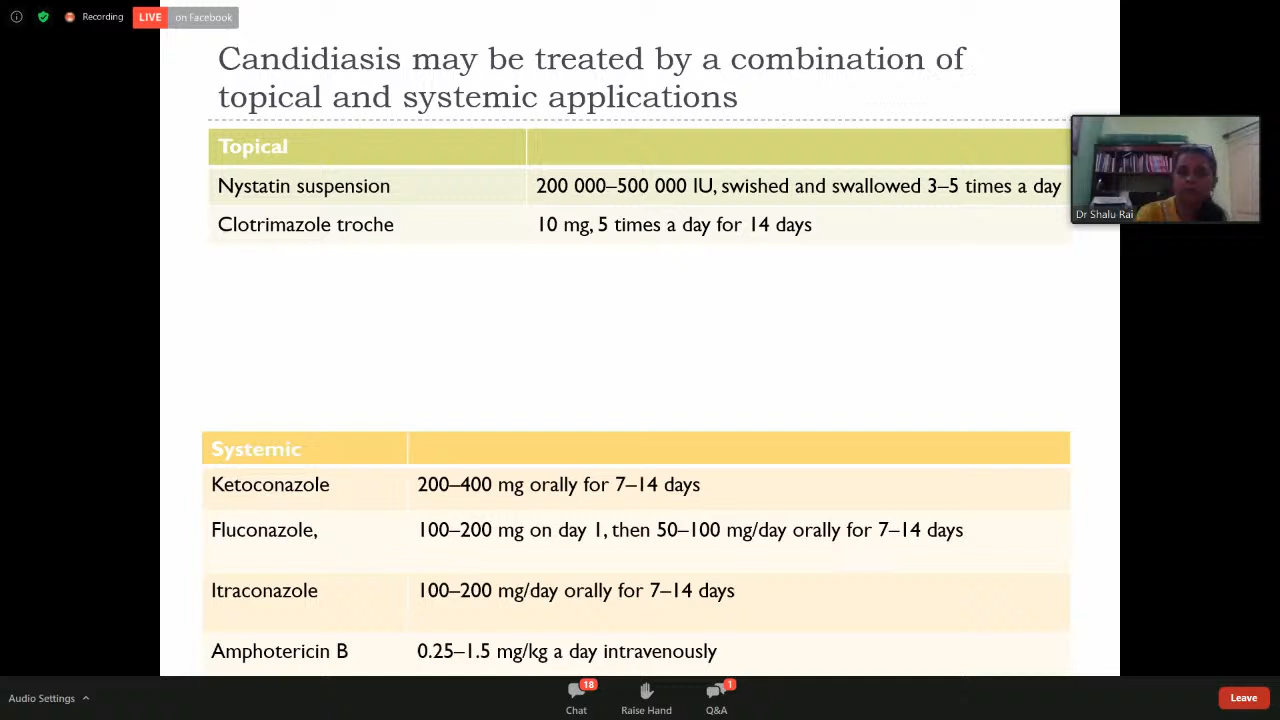 Recording
LIVE on Facebook
Candidiasis may be treated by a combination of
topical and systemic applications
Topical
Nystatin suspension 200 000–500 000 IU, swished and swallowed 3–5 times a day
Clotrimazole troche 10 mg, 5 times a day for 14 days
Dr Shalu Rai
Systemic
Ketoconazole 200–400 mg orally for 7–14 days
Fluconazole, 100–200 mg on day 1, then 50–100 mg/day orally for 7–14 days
Itraconazole 100–200 mg/day orally for 7–14 days
Amphotericin B 0.25–1.5 mg/kg a day intravenously
Audio Settings
18
Chat
Raise Hand
1
Q&A
Leave